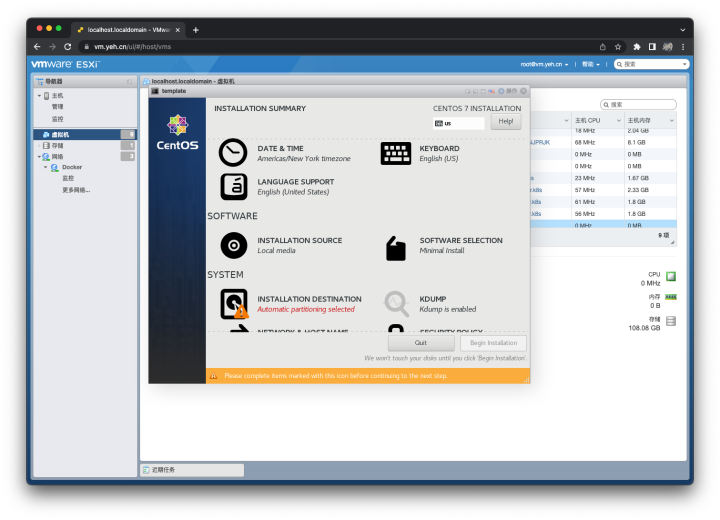 localhost.localdomain - VMwar
vm.yeh.cn/ui/#/host/vms
vmware ESXi
root@vm.yeh.cn
帮助
搜索
导航器
主机
管理
监控
虚拟机
存储
1
网络
3
Docker
监控
更多网络...
localhost.localdomain - 虚拟机
template
INSTALLATION SUMMARY
CENTOS 7 INSTALLATION
us
Help!
CentOS
DATE & TIME
Americas/New York timezone
KEYBOARD
English (US)
LANGUAGE SUPPORT
English (United States)
SOFTWARE
INSTALLATION SOURCE
Local media
SOFTWARE SELECTION
Minimal Install
SYSTEM
INSTALLATION DESTINATION
Automatic partitioning selected
KDUMP
Kdump is enabled
NETWORK & HOST NAME
SECURITY POLICY
Quit
Begin Installation
We won't touch your disks until you click 'Begin Installation'.
Please complete items marked with this icon before continuing to the next step.
搜索
主机 CPU
主机内存
18 MHz
2.04 GB
68 MHz
8.1 GB
0 MHz
0 MB
0 MHz
0 MB
23 MHz
1.67 GB
57 MHz
2.33 GB
61 MHz
1.8 GB
56 MHz
1.8 GB
0 MHz
0 MB
9 项
CPU
0 MHz
内存
0 B
存储
108.08 GB
近期任务